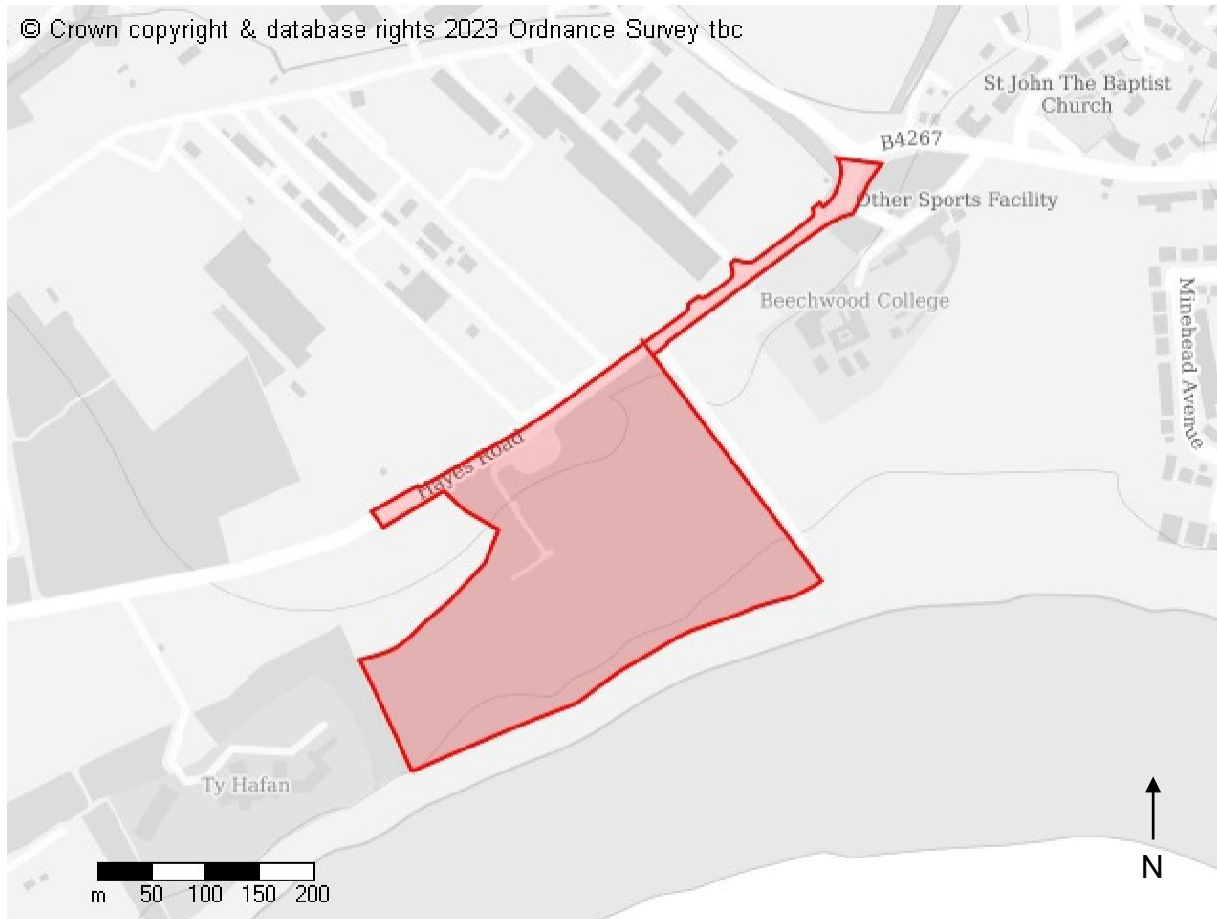 © Crown copyright & database rights 2023 Ordnance Survey tbc
St John The Baptist
Church
B4267
Other Sports Facility
Beechwood College
Minehead Avenue
Hayes Road
Ty Hafan
N
m 50 100 150 200